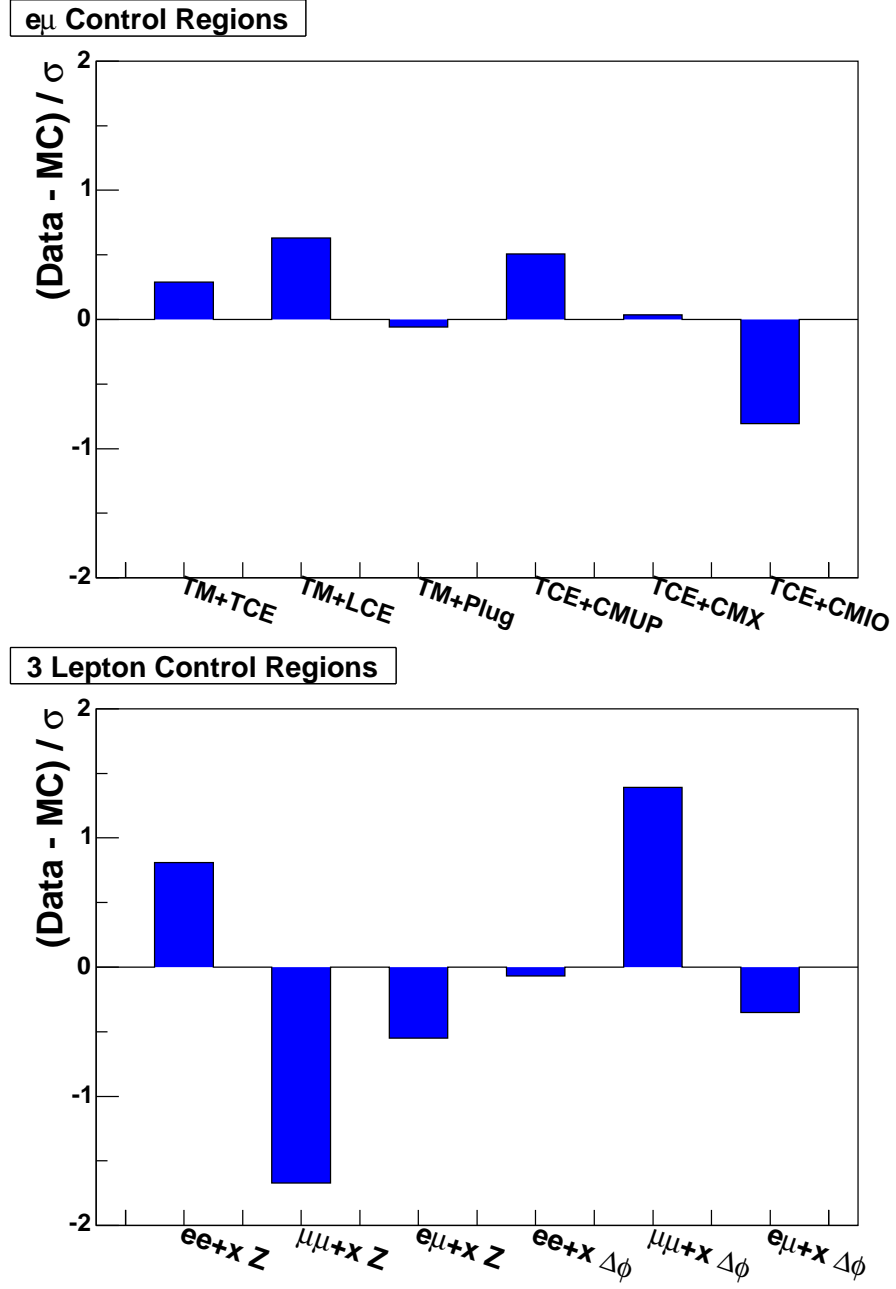 eμ Control Regions
(Data - MC) / σ
2
1
0
-1
-2
TM+TCE
TM+LCE
TM+Plug
TCE+CMUP
TCE+CMX
TCE+CMIO
3 Lepton Control Regions
(Data - MC) / σ
2
1
0
-1
-2
ee+x Z
μμ+x Z
eμ+x Z
ee+x Δϕ
μμ+x Δϕ
eμ+x Δϕ